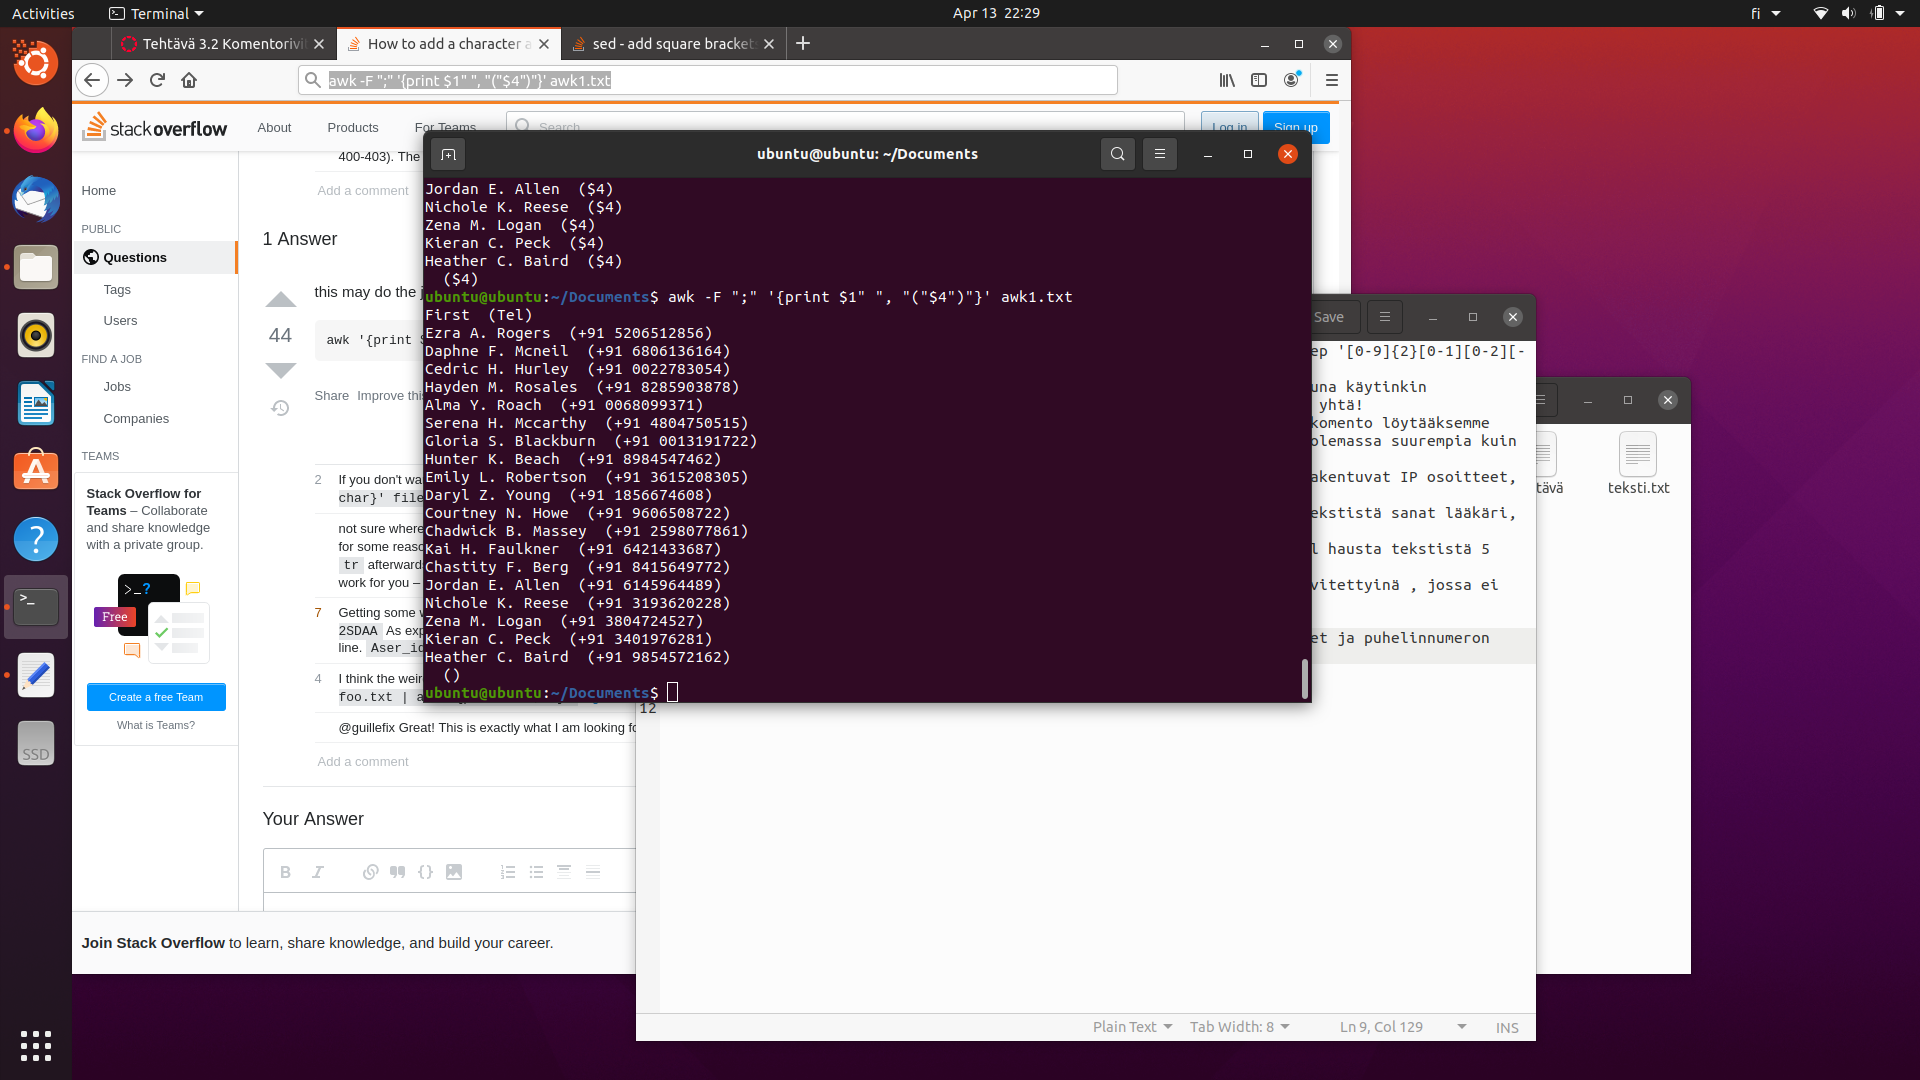 Activities
Terminal
Apr 13 22:29
fi
Tehtävä 3.2 Komentorivi
How to add a character a
sed - add square bracket
awk -F ";" '{print $1" ", "("$4")"}' awk1.txt
stackoverflow
About
Products
For Teams
Search
Log in
Sign up
Home
PUBLIC
Questions
Tags
Users
FIND A JOB
Jobs
Companies
TEAMS
Stack Overflow for
Teams – Collaborate
and share knowledge
with a private group.
>_?
Free
Create a free Team
What is Teams?
400-403). The
Add a comment
1 Answer
this may do the
44
awk '{print
Share Improve this
2 If you don't wa
char}' file
not sure where
for some reaso
tr afterward
work for you –
7 Getting some
2SDAA As exp
line. Aser_id
4 I think the weir
foo.txt | a
@guillefix Great! This is exactly what I am looking fo
Add a comment
Your Answer
B I
Join Stack Overflow to learn, share knowledge, and build your career.
ubuntu@ubuntu: ~/Documents
Jordan E. Allen  ($4)
Nichole K. Reese  ($4)
Zena M. Logan  ($4)
Kieran C. Peck  ($4)
Heather C. Baird  ($4)
  ($4)
ubuntu@ubuntu:~/Documents$ awk -F ";" '{print $1" ", "("$4")"}' awk1.txt
First  (Tel)
Ezra A. Rogers  (+91 5206512856)
Daphne F. Mcneil  (+91 6806136164)
Cedric H. Hurley  (+91 0022783054)
Hayden M. Rosales  (+91 8285903878)
Alma Y. Roach  (+91 0068099371)
Serena H. Mccarthy  (+91 4804750515)
Gloria S. Blackburn  (+91 0013191722)
Hunter K. Beach  (+91 8984547462)
Emily L. Robertson  (+91 3615208305)
Daryl Z. Young  (+91 1856674608)
Courtney N. Howe  (+91 9606508722)
Chadwick B. Massey  (+91 2598077861)
Kai H. Faulkner  (+91 6421433687)
Chastity F. Berg  (+91 8415649772)
Jordan E. Allen  (+91 6145964489)
Nichole K. Reese  (+91 3193620228)
Zena M. Logan  (+91 3804724527)
Kieran C. Peck  (+91 3401976281)
Heather C. Baird  (+91 9854572162)
  ()
ubuntu@ubuntu:~/Documents$
Save
ep '[0-9]{2}[0-1][0-2][-
una käytinkin
yhtä!
komento löytääksemme
olemassa suurempia kuin
akentuvat IP osoitteet,
ekstistä sanat lääkäri,
l hausta tekstistä 5
vitettyinä , jossa ei
et ja puhelinnumeron
12
Plain Text
Tab Width: 8
Ln 9, Col 129
INS
tävä
teksti.txt
SSD